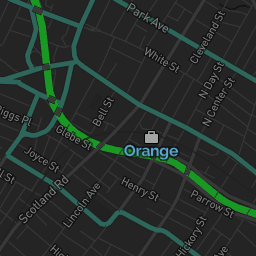 Park Ave
Cleveland St
White St
N Day St
N Center St
Bell St
Glebe St
Orange
Joyce St
Scotland Rd
Lincoln Ave
Henry St
Parrow St
Hickory St